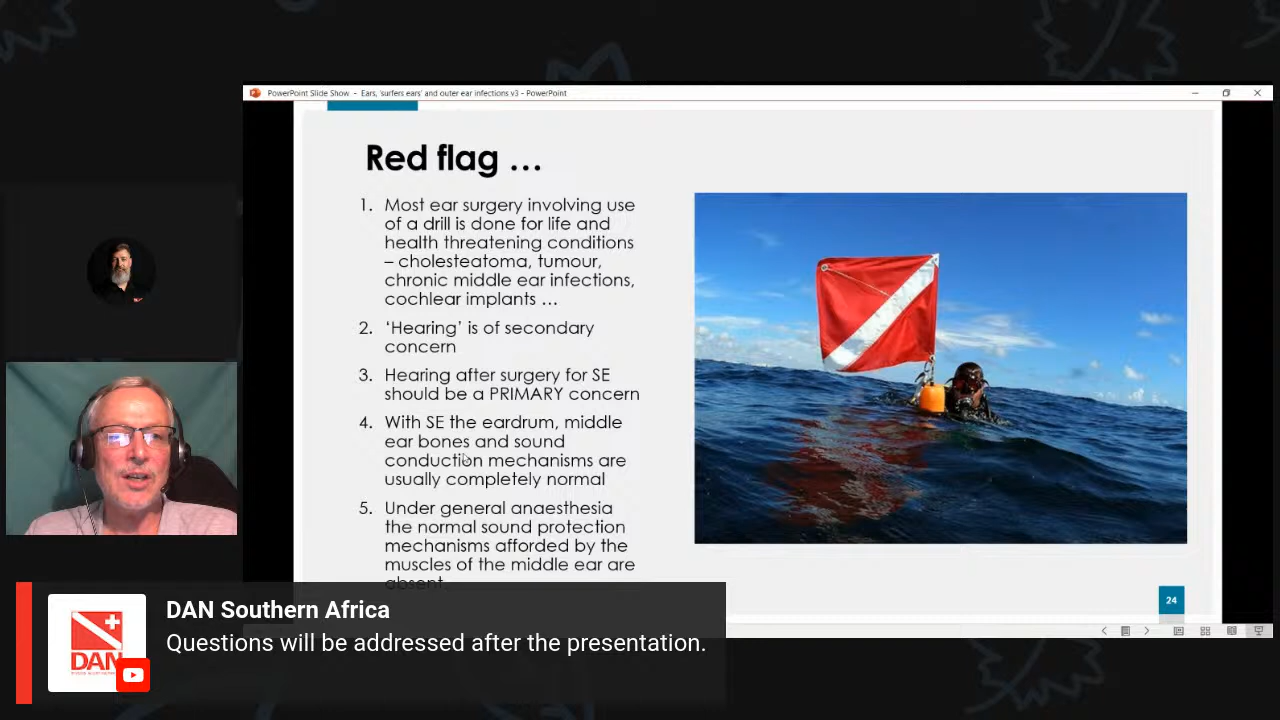 PowerPoint Slide Show - Ears, 'surfers ears' and outer ear infections v3 - PowerPoint
Red flag …
1. Most ear surgery involving use
of a drill is done for life and
health threatening conditions
– cholesteatoma, tumour,
chronic middle ear infections,
cochlear implants …
2. ‘Hearing’ is of secondary
concern
3. Hearing after surgery for SE
should be a PRIMARY concern
4. With SE the eardrum, middle
ear bones and sound
conduction mechanisms are
usually completely normal
5. Under general anaesthesia
the normal sound protection
mechanisms afforded by the
muscles of the middle ear are
absent
24
DAN Southern Africa
Questions will be addressed after the presentation.
DAN